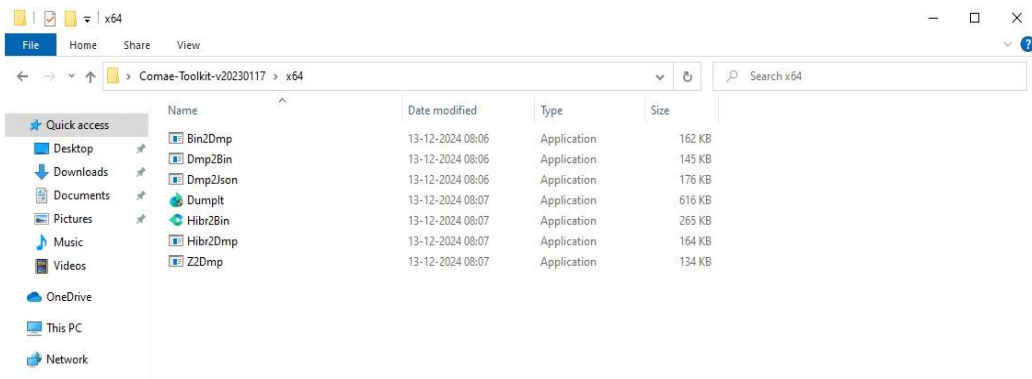 x64
File Home Share View
Comae-Toolkit-v20230117 > x64
Search x64
Name Date modified Type Size
Quick access
Desktop
Downloads
Documents
Pictures
Music
Videos
OneDrive
This PC
Network
Bin2Dmp 13-12-2024 08:06 Application 162 KB
Dmp2Bin 13-12-2024 08:06 Application 145 KB
Dmp2Json 13-12-2024 08:06 Application 176 KB
DumpIt 13-12-2024 08:07 Application 616 KB
Hibr2Bin 13-12-2024 08:07 Application 265 KB
Hibr2Dmp 13-12-2024 08:07 Application 164 KB
Z2Dmp 13-12-2024 08:07 Application 134 KB